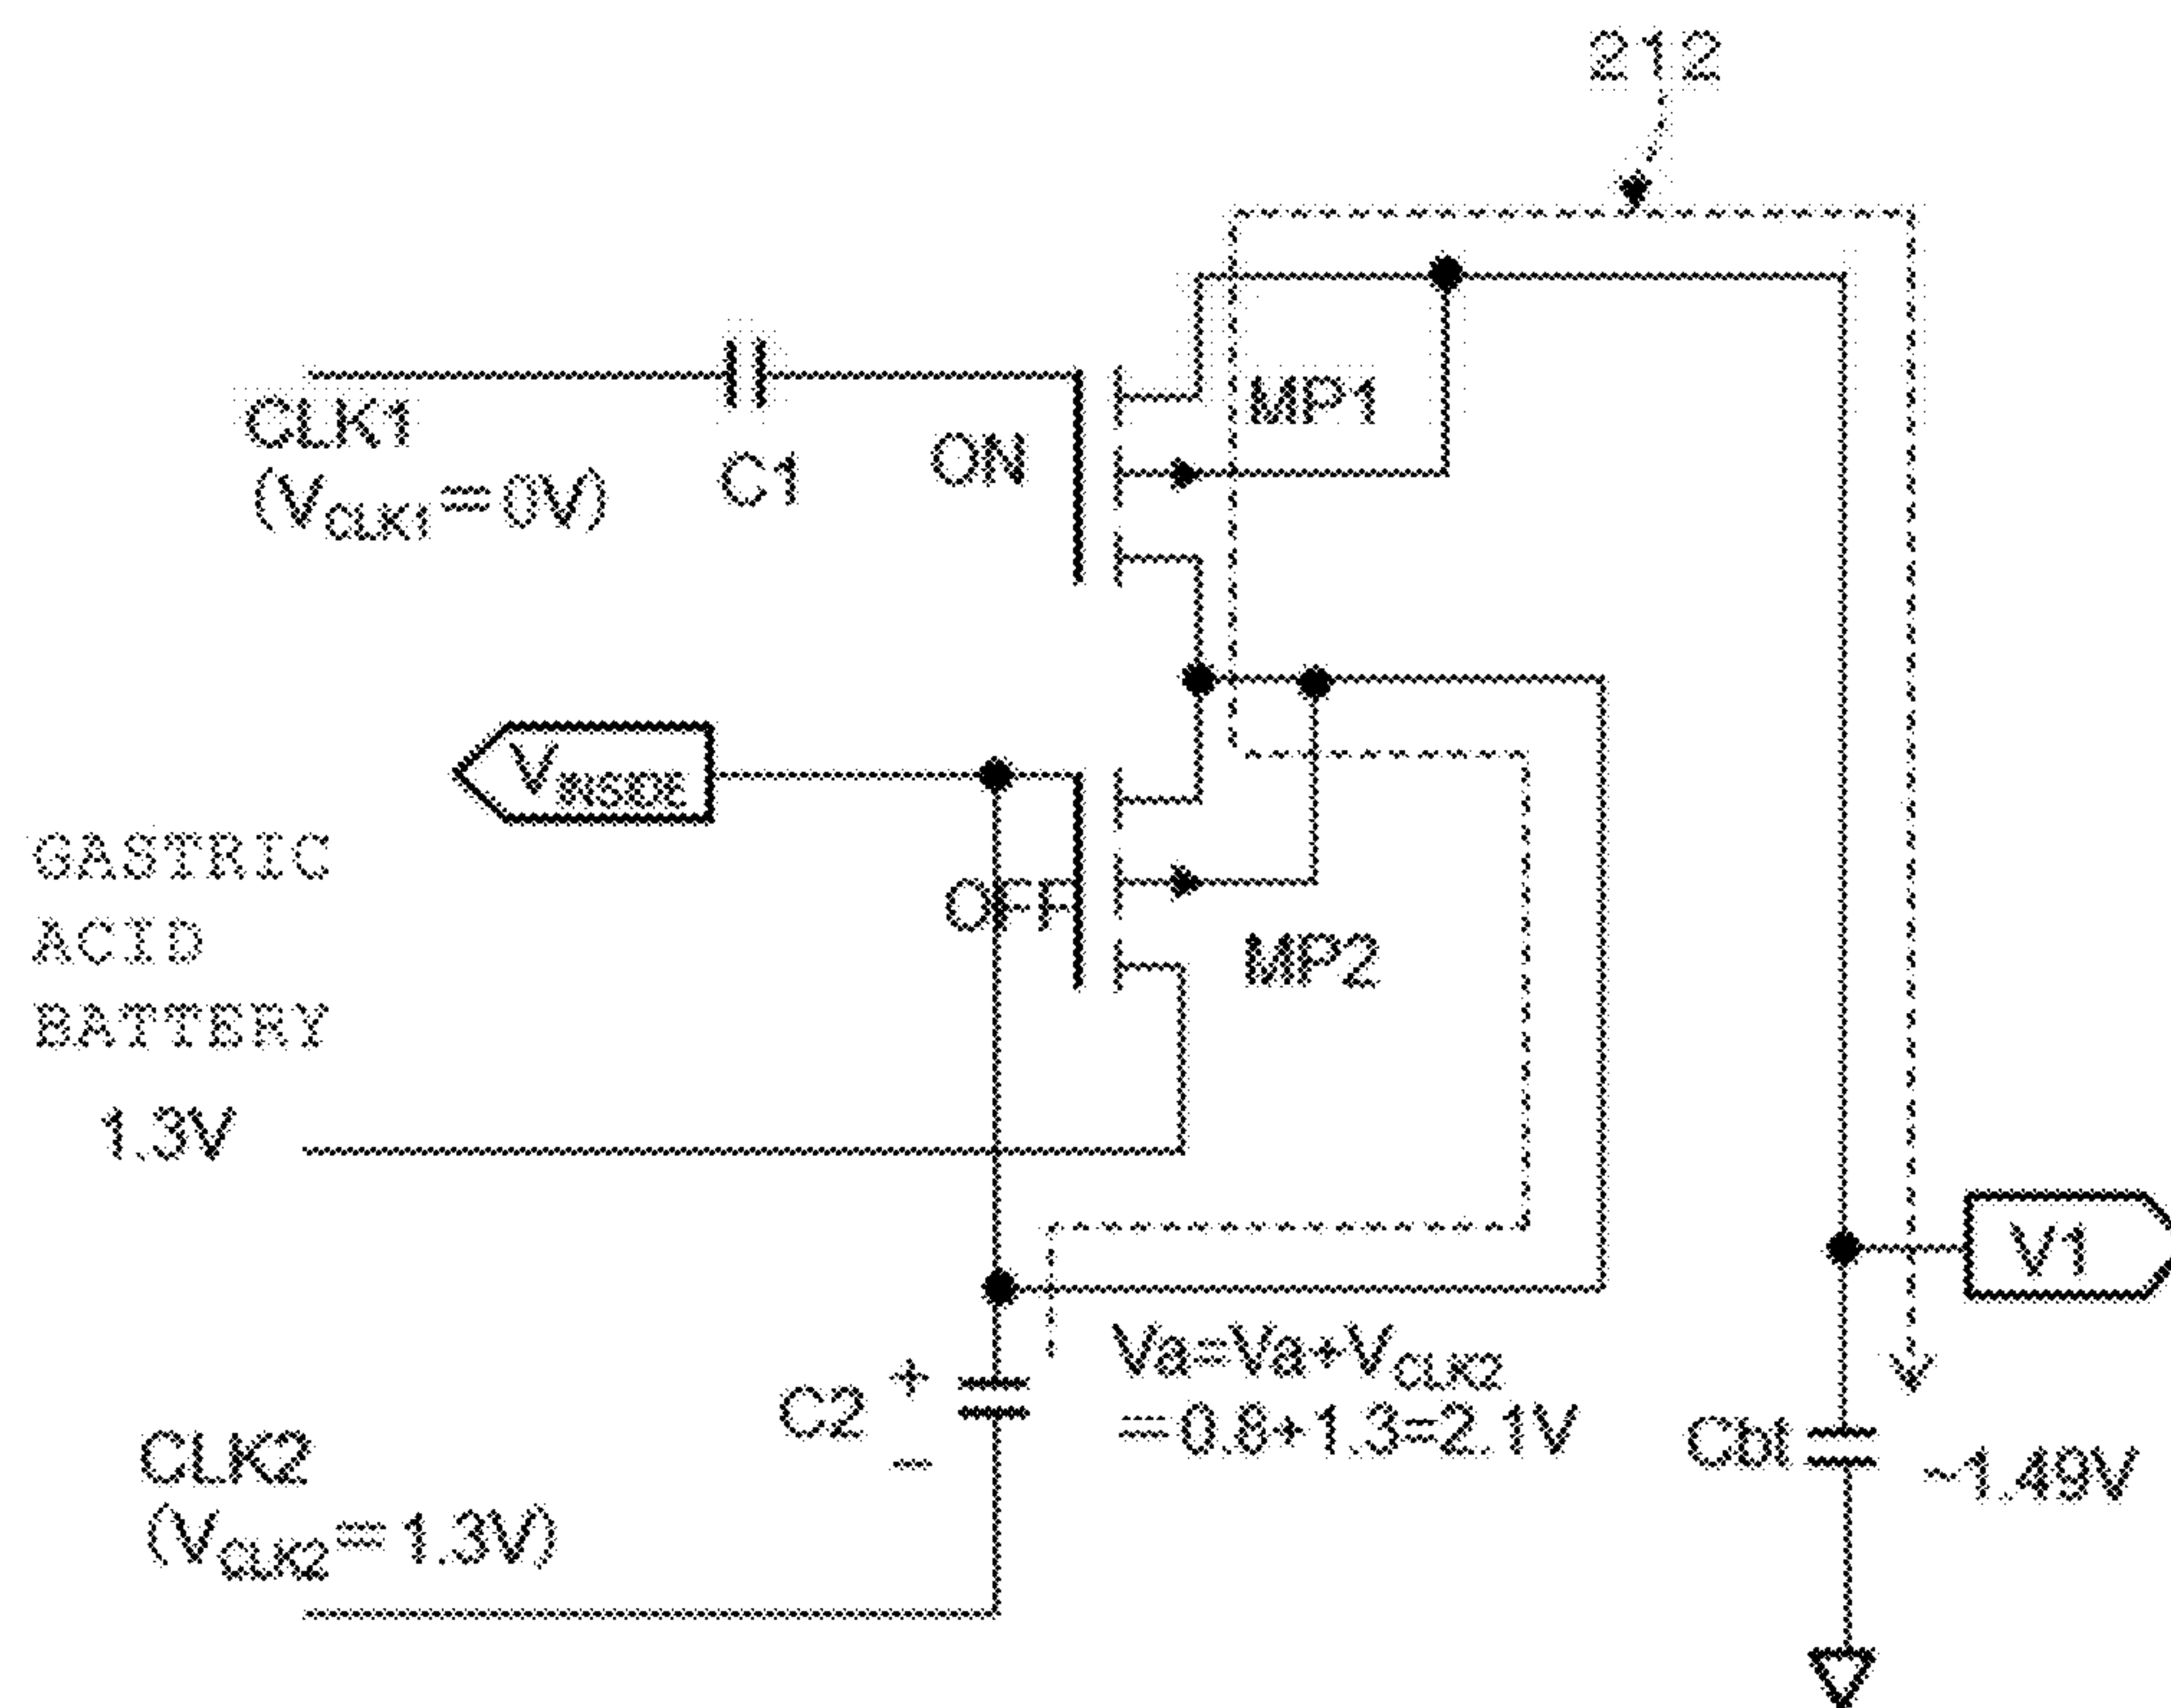 212
CLK1
(VCLK1=0V)
C1
ON
MP1
VINSIDE
GASTRIC
ACID
BATTERY
OFF
MP2
1.3V
V1
Va=Va+VCLK2
=0.8+1.3=2.1V
C2
+
−
Cbt
~1.49V
CLK2
(VCLK2=1.3V)